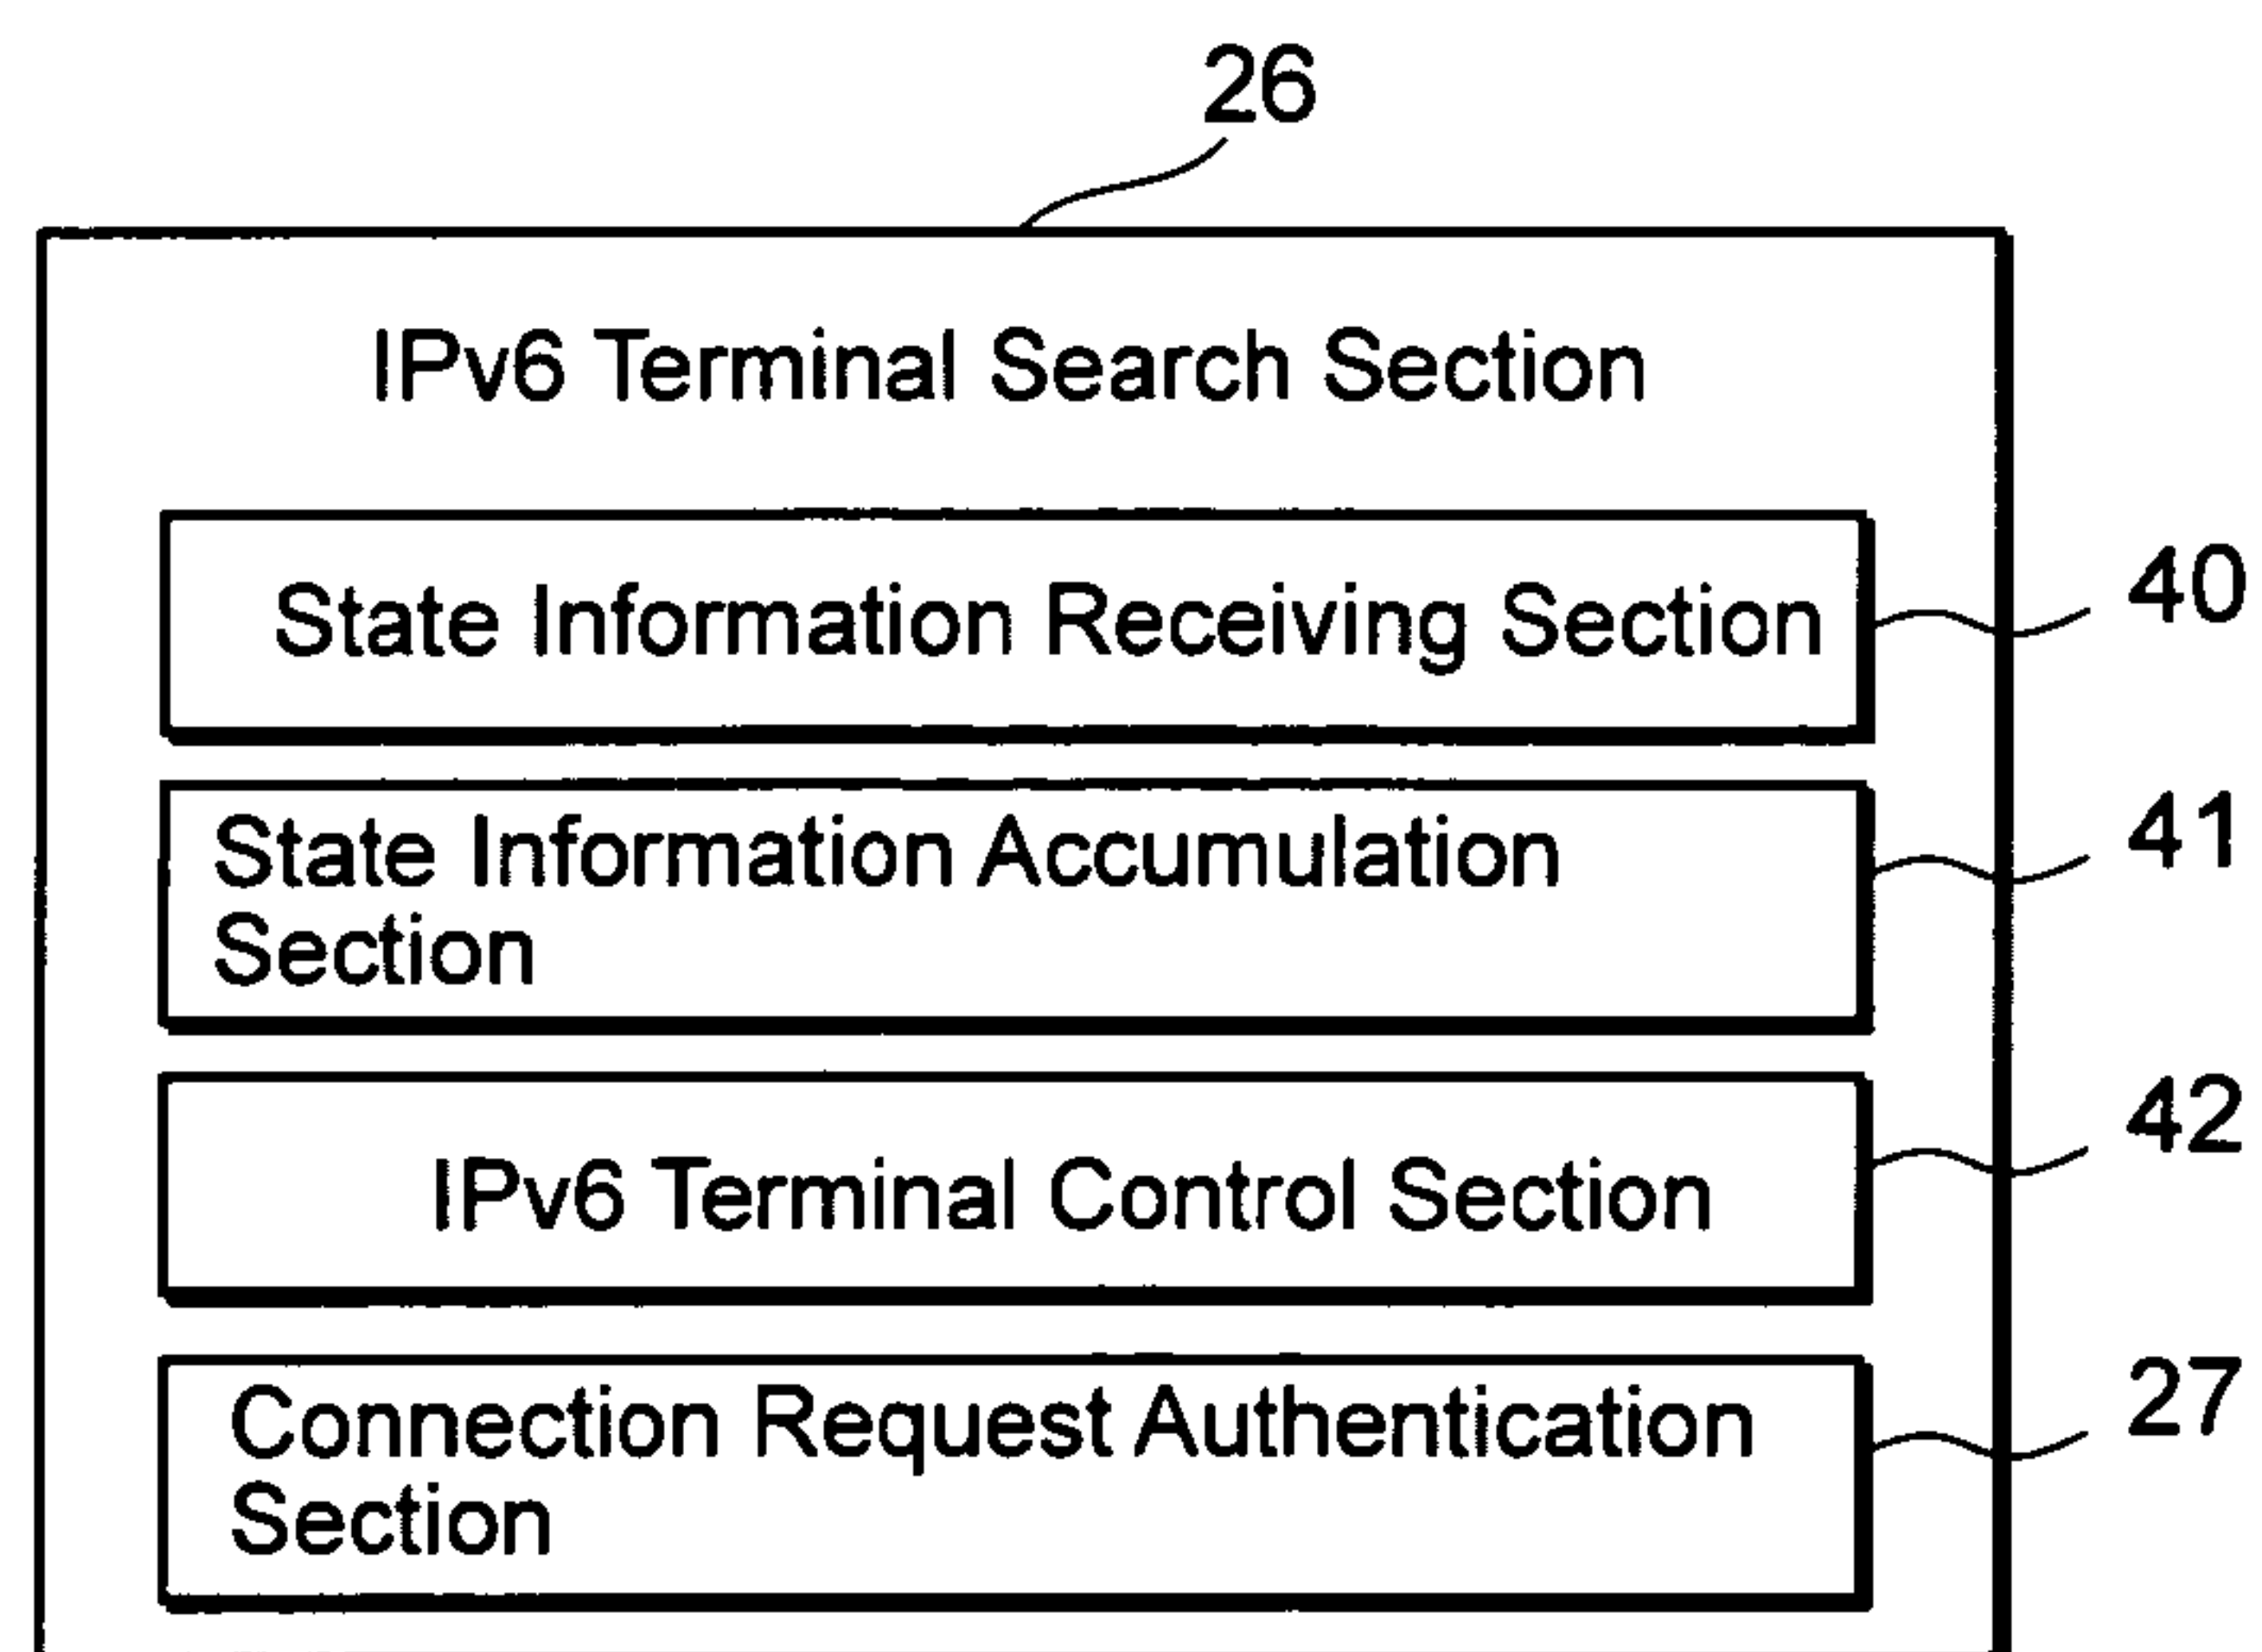 26
IPv6 Terminal Search Section
State Information Receiving Section
40
State Information Accumulation
Section
41
IPv6 Terminal Control Section
42
Connection Request Authentication
Section
27